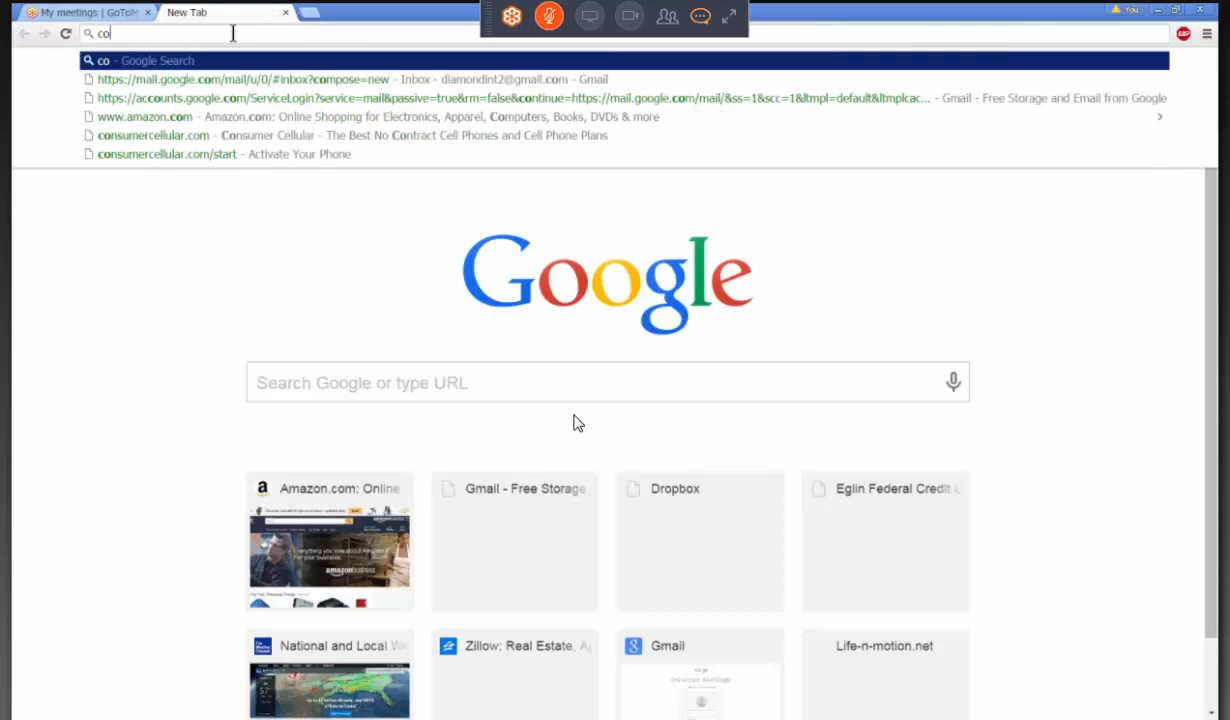 My meetings | GoToM
New Tab
You
co
ABP
co - Google Search
https://mail.google.com/mail/u/0/#inbox?compose=new - Inbox - diamondint2@gmail.com - Gmail
https://accounts.google.com/ServiceLogin?service=mail&passive=true&rm=false&continue=https://mail.google.com/mail/&ss=1&scc=1&ltmpl=default&ltmplcac... - Gmail - Free Storage and Email from Google
www.amazon.com - Amazon.com: Online Shopping for Electronics, Apparel, Computers, Books, DVDs & more
consumercellular.com - Consumer Cellular - The Best No Contract Cell Phones and Cell Phone Plans
consumercellular.com/start - Activate Your Phone
Google
Search Google or type URL
Amazon.com: Online
Gmail - Free Storage
Dropbox
Eglin Federal Credit U
amazonbusiness
National and Local We
Zillow: Real Estate, Ap
Gmail
Life-n-motion.net
57°